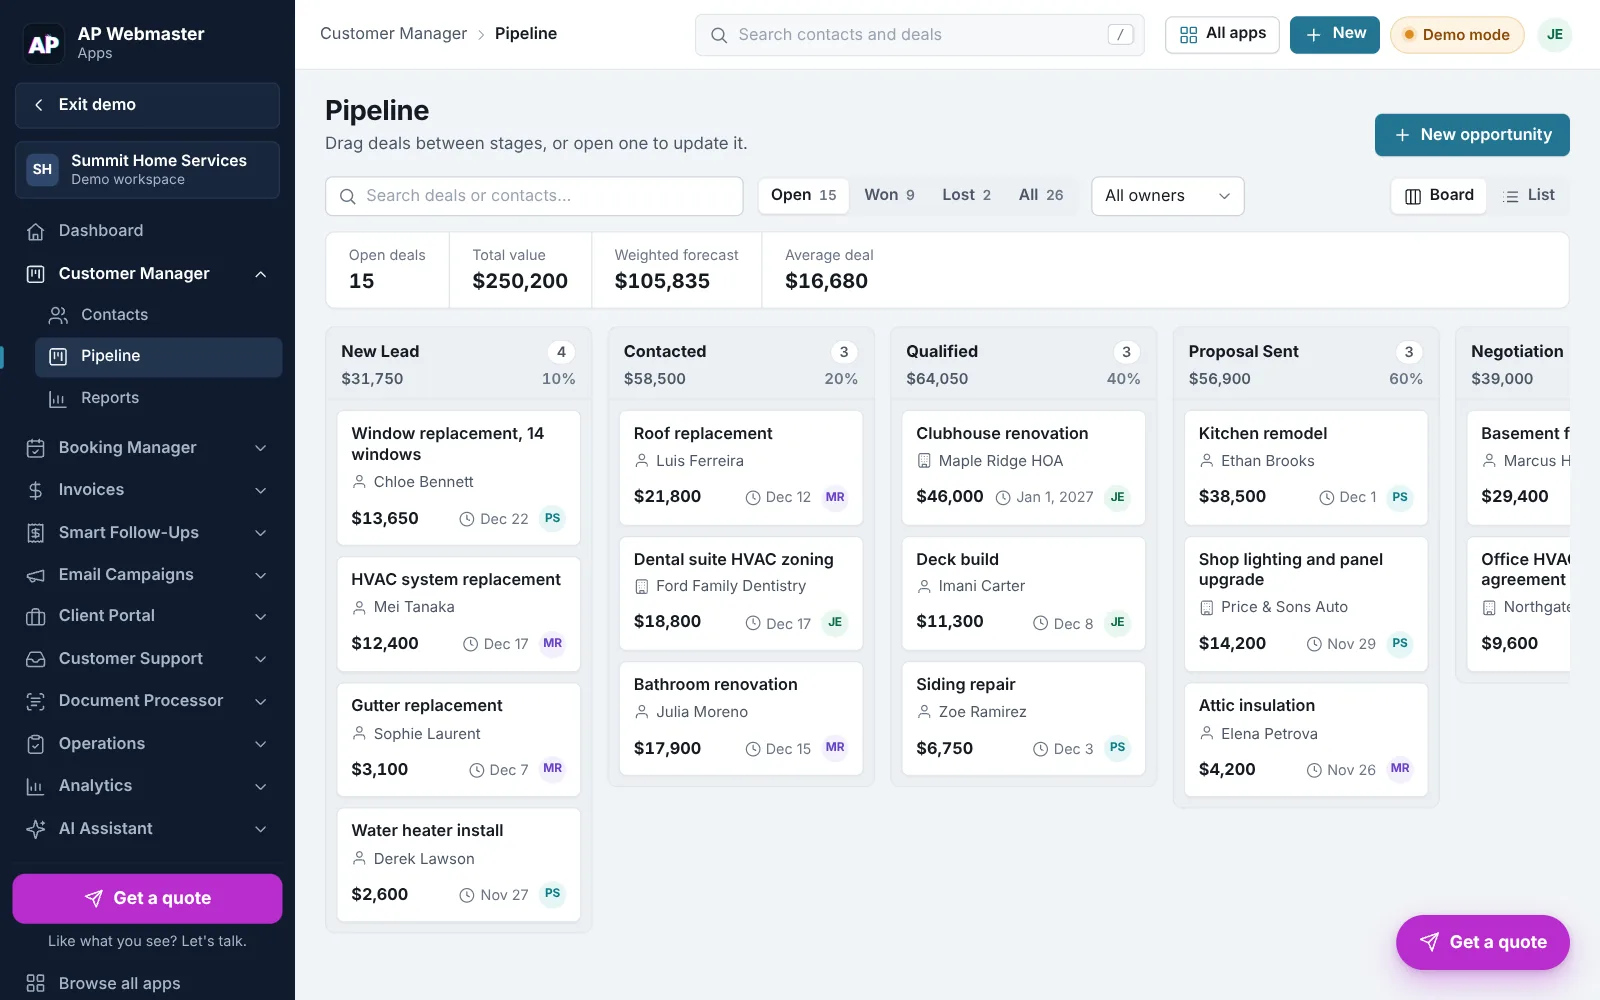 AP
AP Webmaster
Apps
Exit demo
SH
Summit Home Services
Demo workspace
Dashboard
Customer Manager
Contacts
Pipeline
Reports
Booking Manager
Invoices
Smart Follow-Ups
Email Campaigns
Client Portal
Customer Support
Document Processor
Operations
Analytics
AI Assistant
Get a quote
Like what you see? Let's talk.
Browse all apps
Customer Manager > Pipeline
Search contacts and deals /
All apps
+ New
Demo mode
JE
Pipeline
Drag deals between stages, or open one to update it.
+ New opportunity
Search deals or contacts...
Open 15 Won 9 Lost 2 All 26
All owners
Board List
Open deals
15
Total value
$250,200
Weighted forecast
$105,835
Average deal
$16,680
New Lead 4
$31,750 10%
Window replacement, 14
windows
Chloe Bennett
$13,650 Dec 22 PS
HVAC system replacement
Mei Tanaka
$12,400 Dec 17 MR
Gutter replacement
Sophie Laurent
$3,100 Dec 7 MR
Water heater install
Derek Lawson
$2,600 Nov 27 PS
Contacted 3
$58,500 20%
Roof replacement
Luis Ferreira
$21,800 Dec 12 MR
Dental suite HVAC zoning
Ford Family Dentistry
$18,800 Dec 17 JE
Bathroom renovation
Julia Moreno
$17,900 Dec 15 MR
Qualified 3
$64,050 40%
Clubhouse renovation
Maple Ridge HOA
$46,000 Jan 1, 2027 JE
Deck build
Imani Carter
$11,300 Dec 8 JE
Siding repair
Zoe Ramirez
$6,750 Dec 3 PS
Proposal Sent 3
$56,900 60%
Kitchen remodel
Ethan Brooks
$38,500 Dec 1 PS
Shop lighting and panel
upgrade
Price & Sons Auto
$14,200 Nov 29 PS
Attic insulation
Elena Petrova
$4,200 Nov 26 MR
Negotiation
$39,000
Basement f
Marcus H
$29,400
Office HVA
agreement
Northgate
$9,600
Get a quote